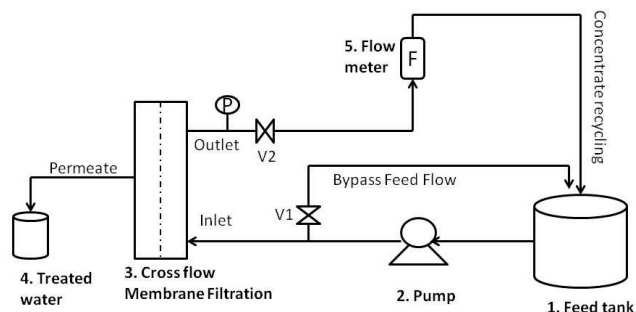 5. Flow
meter
F
Concentrate recycling
P
Outlet
V2
Permeate
Bypass Feed Flow
V1
Inlet
4. Treated
water
3. Cross flow
Membrane Filtration
2. Pump
1. Feed tank